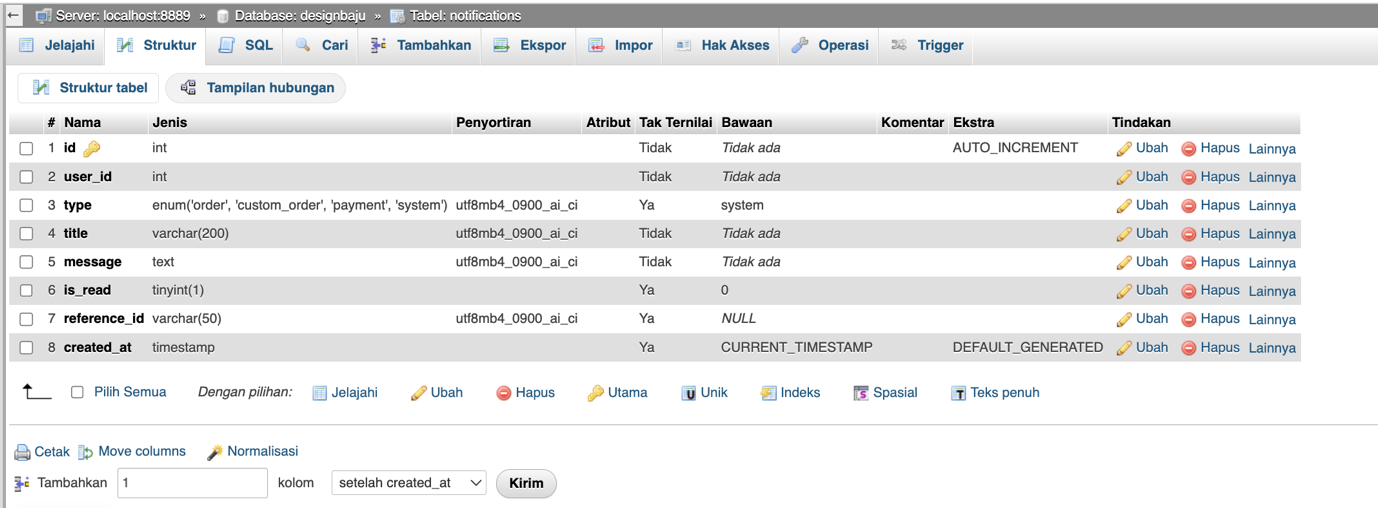 ← Server: localhost:8889 » Database: designbaju » Tabel: notifications
Jelajahi Struktur SQL Cari Tambahkan Ekspor Impor Hak Akses Operasi Trigger
Struktur tabel Tampilan hubungan
# Nama Jenis Penyortiran Atribut Tak Ternilai Bawaan Komentar Ekstra Tindakan
1 id int Tidak Tidak ada AUTO_INCREMENT Ubah Hapus Lainnya
2 user_id int Tidak Tidak ada Ubah Hapus Lainnya
3 type enum('order', 'custom_order', 'payment', 'system') utf8mb4_0900_ai_ci Ya system Ubah Hapus Lainnya
4 title varchar(200) utf8mb4_0900_ai_ci Tidak Tidak ada Ubah Hapus Lainnya
5 message text utf8mb4_0900_ai_ci Tidak Tidak ada Ubah Hapus Lainnya
6 is_read tinyint(1) Ya 0 Ubah Hapus Lainnya
7 reference_id varchar(50) utf8mb4_0900_ai_ci Ya NULL Ubah Hapus Lainnya
8 created_at timestamp Ya CURRENT_TIMESTAMP DEFAULT_GENERATED Ubah Hapus Lainnya
Pilih Semua Dengan pilihan: Jelajahi Ubah Hapus Utama Unik Indeks Spasial Teks penuh
Cetak Move columns Normalisasi
Tambahkan 1 kolom setelah created_at Kirim